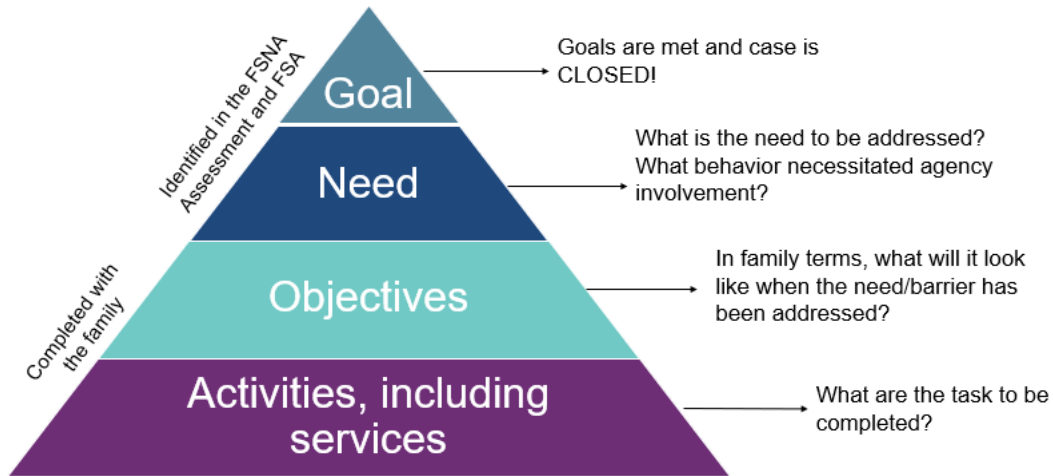 Goal
Goals are met and case is
CLOSED!
Identified in the FSNA
Assessment and FSA
Need
What is the need to be addressed?
What behavior necessitated agency
involvement?
Objectives
In family terms, what will it look
like when the need/barrier has
been addressed?
Completed with
the family
Activities, including
services
What are the task to be
completed?